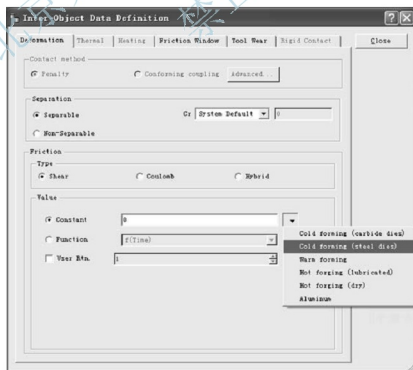 Inter-Object Data Definition
Deformation Thermal Heating Friction Window Tool Wear Rigid Contact Close
Contact method
Penalty Conforming coupling Advanced...
Separation
Separable Or System Default 0
Non-Separable
Friction
Type
Shear Coulomb Hybrid
Value
Constant 0
Function f(Time)
User Rtn. 1
Cold forming (carbide dies)
Cold forming (steel dies)
Warm forming
Hot forging (lubricated)
Hot forging (dry)
Aluminum